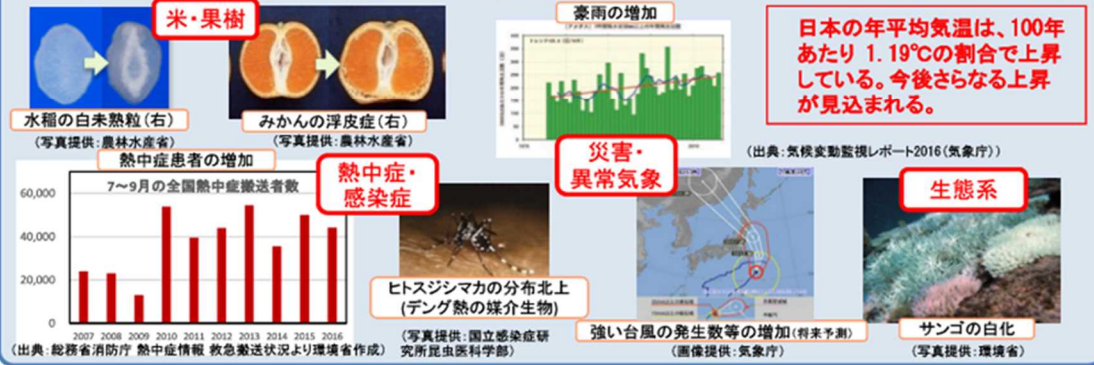 米・果樹
水稲の白未熟粒(右)
(写真提供:農林水産省)
みかんの浮皮症(右)
(写真提供:農林水産省)
豪雨の増加
日本の年平均気温は、100年
あたり 1.19℃の割合で上昇
している。今後さらなる上昇
が見込まれる。
(出典:気候変動監視レポート2016(気象庁))
災害・
異常気象
熱中症患者の増加
7～9月の全国熱中症搬送者数
60,000
40,000
20,000
0
2007 2008 2009 2010 2011 2012 2013 2014 2015 2016
(出典:総務省消防庁 熱中症情報 救急搬送状況より環境省作成)
熱中症・
感染症
ヒトスジシマカの分布北上
(デング熱の媒介生物)
(写真提供:国立感染症研
究所昆虫医科学部)
強い台風の発生数等の増加(将来予測)
(画像提供:気象庁)
生態系
サンゴの白化
(写真提供:環境省)